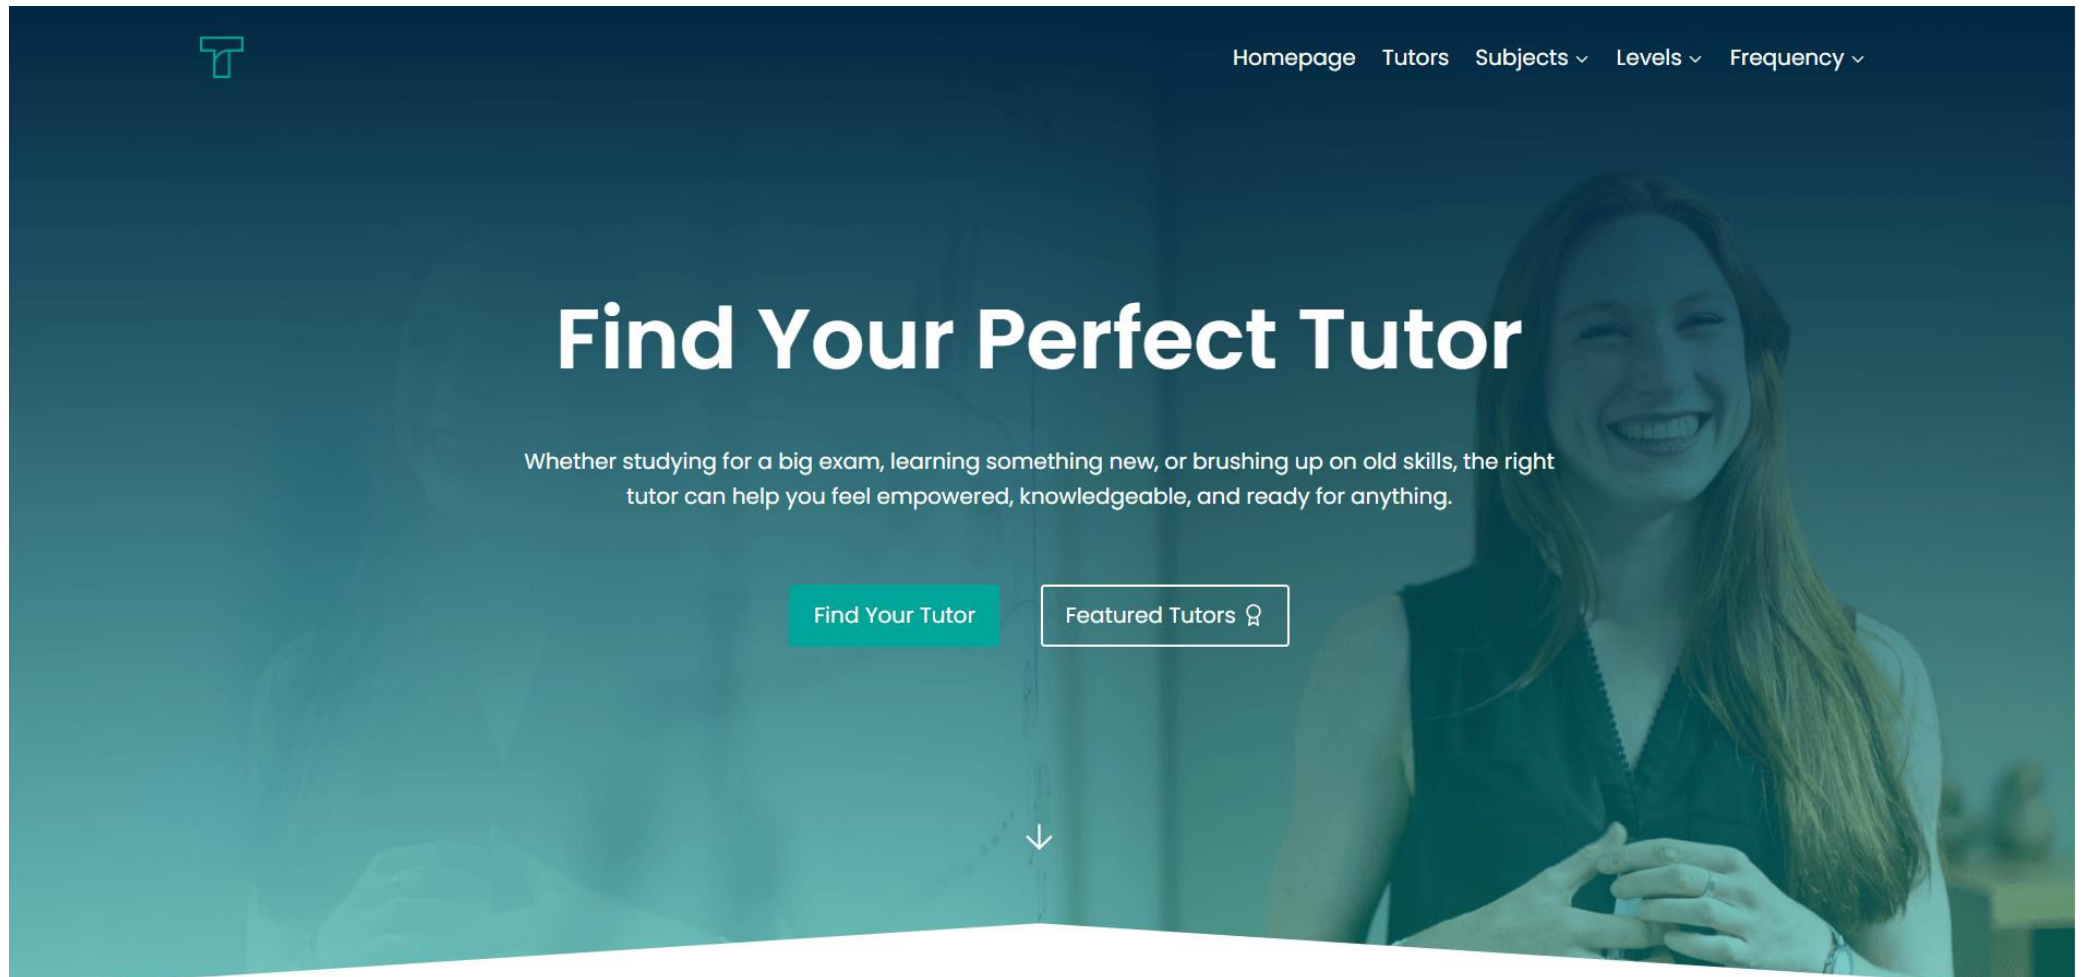 Homepage Tutors Subjects Levels Frequency
Find Your Perfect Tutor
Whether studying for a big exam, learning something new, or brushing up on old skills, the right
tutor can help you feel empowered, knowledgeable, and ready for anything.
Find Your Tutor Featured Tutors